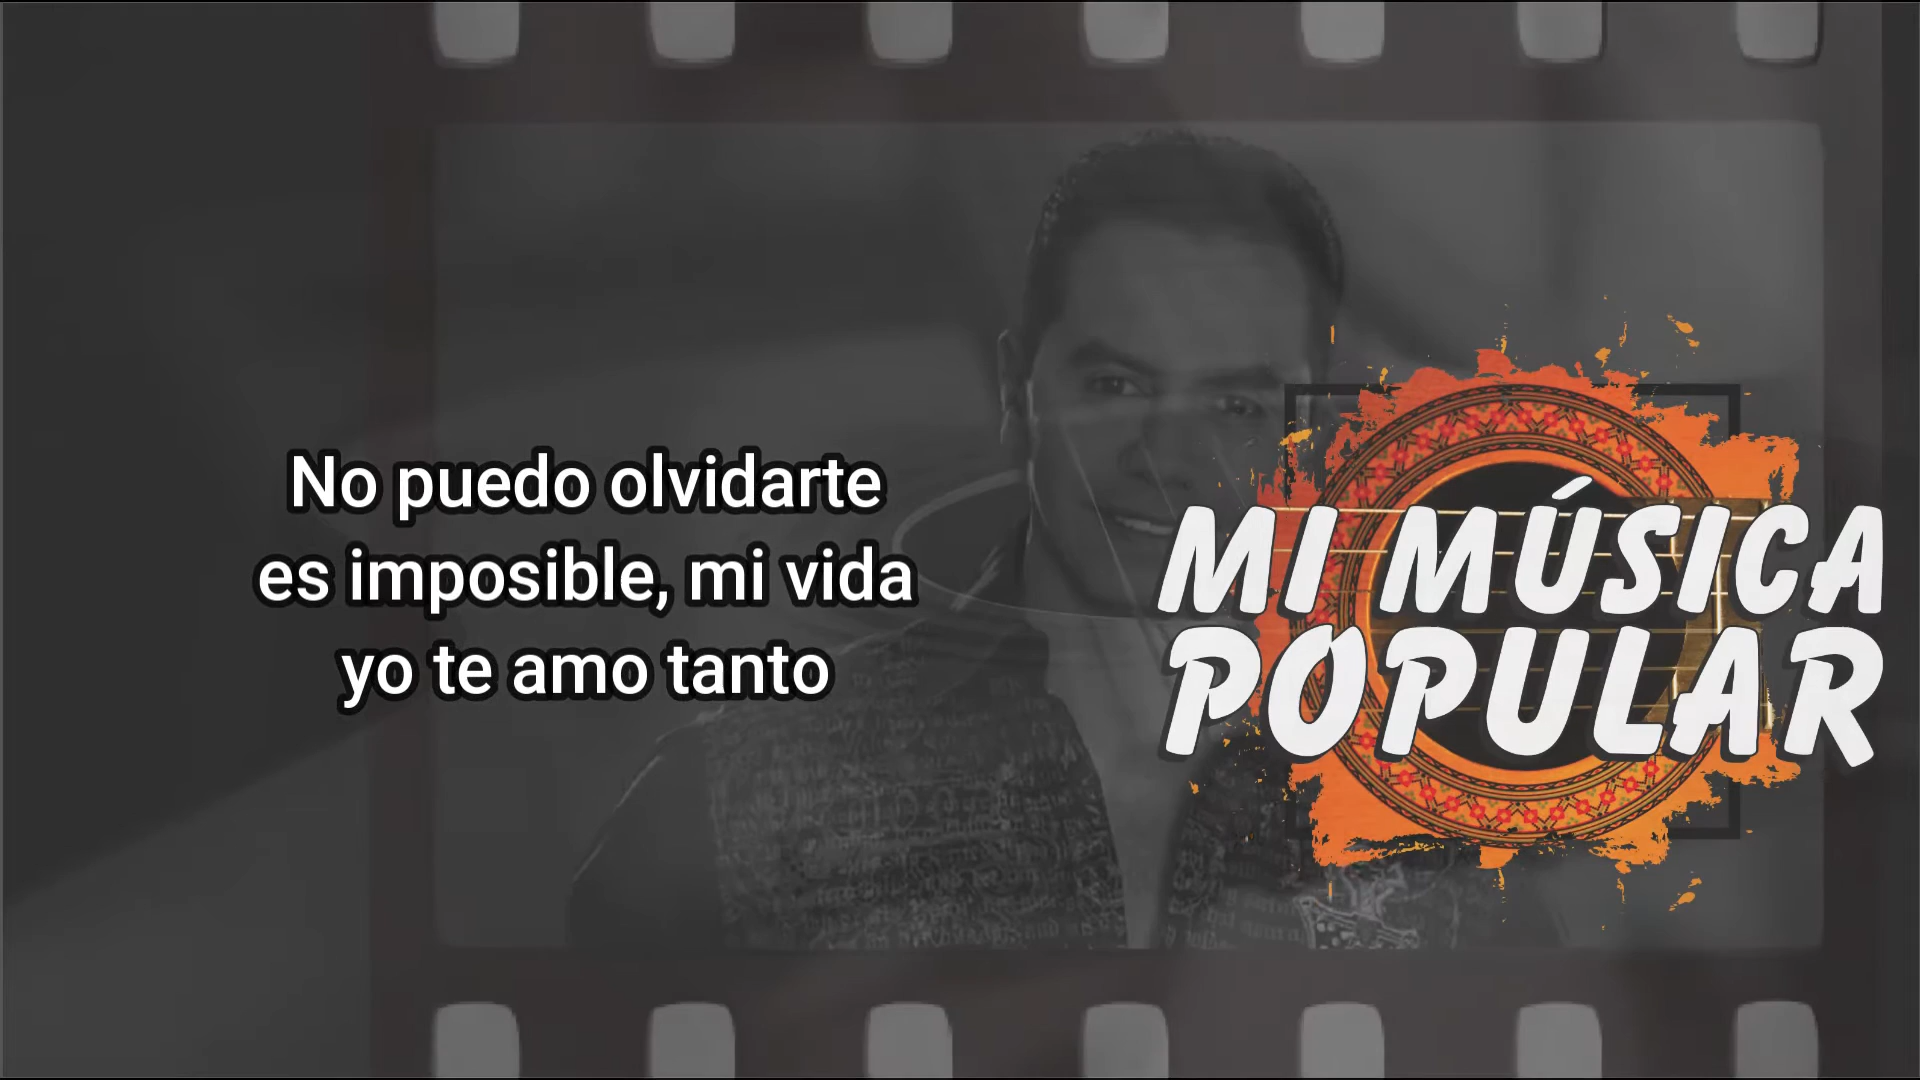 No puedo olvidarte
es imposible, mi vida
yo te amo tanto
MI MÚSICA
POPULAR